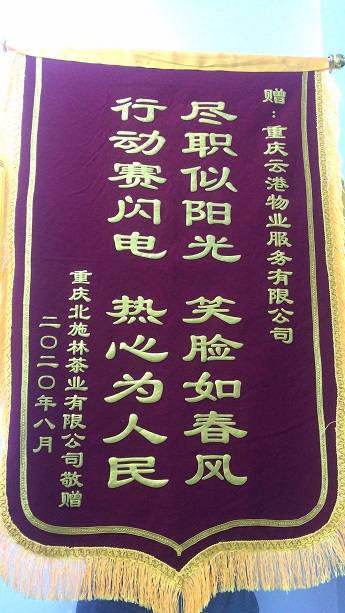 赠：重庆云港物业服务有限公司
尽职似阳光 笑脸如春风
行动赛闪电 热心为人民
重庆北施林茶业有限公司敬赠
二〇二〇年八月